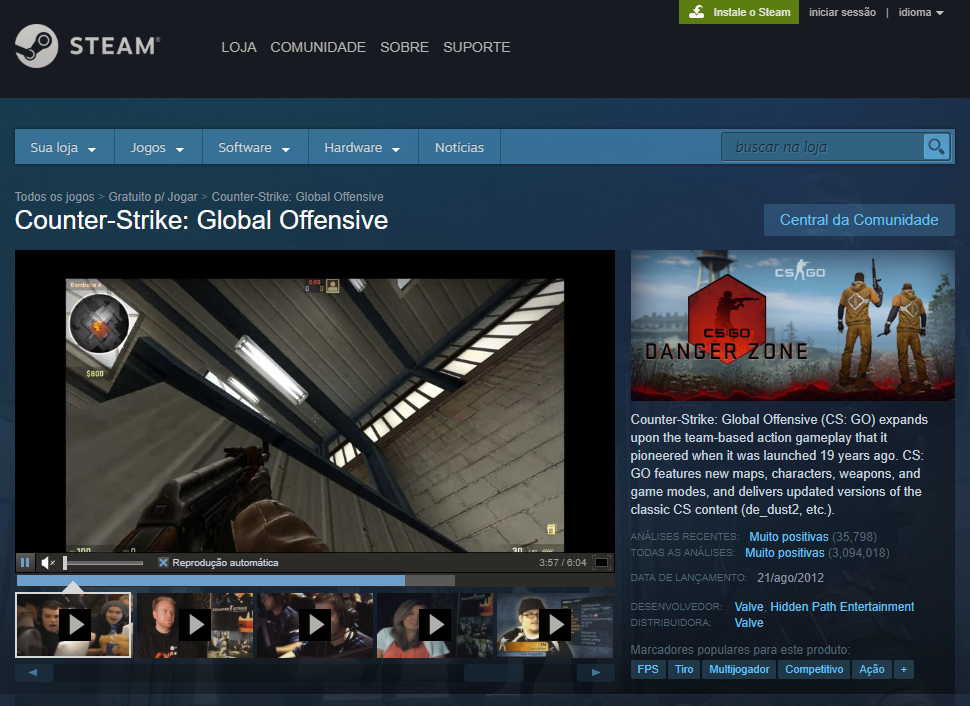 Instale o Steam
iniciar sessão | idioma
STEAM®
LOJA COMUNIDADE SOBRE SUPORTE
Sua loja Jogos Software Hardware Notícias buscar na loja
Todos os jogos > Gratuito p/ Jogar > Counter-Strike: Global Offensive
Counter-Strike: Global Offensive
Central da Comunidade
$800
Reprodução automática
3:57 / 6:04
CS GO
CS:GO
DANGER ZONE
Counter-Strike: Global Offensive (CS: GO) expands
upon the team-based action gameplay that it
pioneered when it was launched 19 years ago. CS:
GO features new maps, characters, weapons, and
game modes, and delivers updated versions of the
classic CS content (de_dust2, etc.).
ANÁLISES RECENTES: Muito positivas (35,798)
TODAS AS ANÁLISES: Muito positivas (3,094,018)
DATA DE LANÇAMENTO: 21/ago/2012
DESENVOLVEDOR: Valve, Hidden Path Entertainment
DISTRIBUIDORA: Valve
Marcadores populares para este produto:
FPS Tiro Multijogador Competitivo Ação +